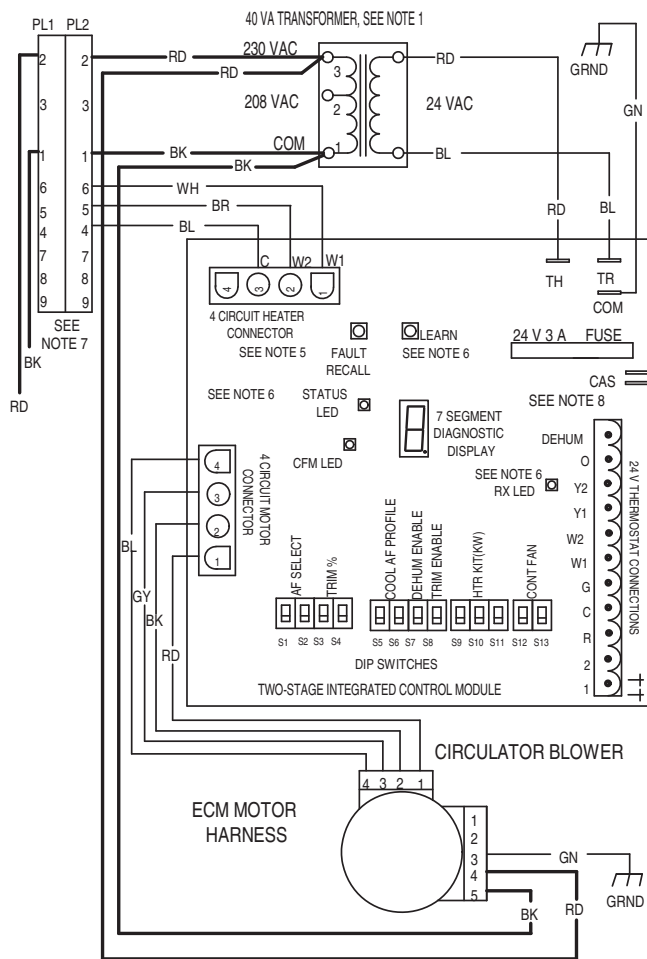 PL1 PL2
40 VA TRANSFORMER, SEE NOTE 1
2 2 RD 230 VAC
RD
3
RD
GRND
3 3
208 VAC
2
24 VAC
GN
COM
1 1 BK
1
BK
BL
6 6 WH
5 5 BR
4 4 BL
RD BL
7 7
8 8
9 9
C W2 W1
4 3 2 1
TH TR
COM
SEE
NOTE 7
4 CIRCUIT HEATER
CONNECTOR
SEE NOTE 5
FAULT
RECALL
LEARN
SEE NOTE 6
24 V 3 A FUSE
BK
RD
CAS
SEE NOTE 6
STATUS
LED
SEE NOTE 8
7 SEGMENT
DIAGNOSTIC
DISPLAY
CFM LED
SEE NOTE 6
RX LED
DEHUM
O
Y2
Y1
W2
W1
G
C
R
2
1
24 V THERMOSTAT CONNECTIONS
4
3
2
1
4 CIRCUIT MOTOR
CONNECTOR
BL
GY
BK
RD
AF SELECT
TRIM %
COOL AF PROFILE
DEHUM ENABLE
TRIM ENABLE
HTR KIT(KW)
CONT FAN
S1 S2 S3 S4 S5 S6 S7 S8 S9 S10 S11 S12 S13
DIP SWITCHES
TWO-STAGE INTEGRATED CONTROL MODULE
CIRCULATOR BLOWER
4 3 2 1
ECM MOTOR
HARNESS
1
2
3
4
5
GN
GRND
BK
RD